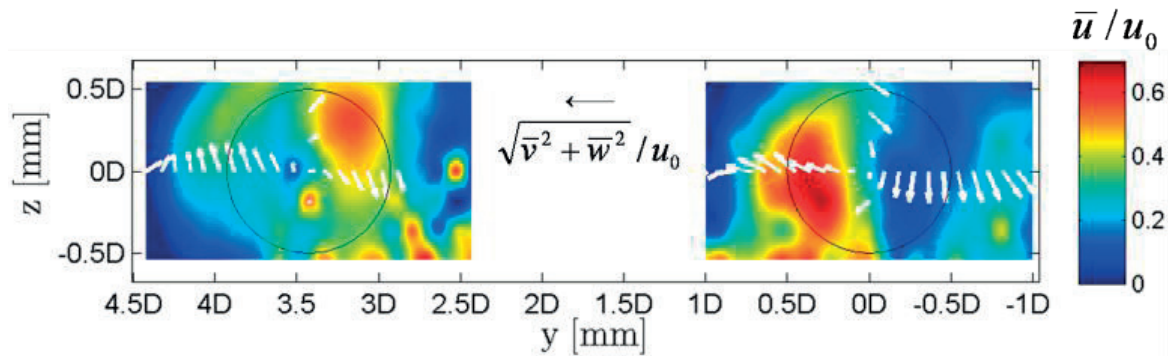 u̅ / u₀
0.5D
0D
-0.5D
z [mm]
←
√(v̅² + w̅²) / u₀
0.6
0.4
0.2
0
4.5D 4D 3.5D 3D 2.5D 2D 1.5D 1D 0.5D 0D -0.5D -1D
y [mm]